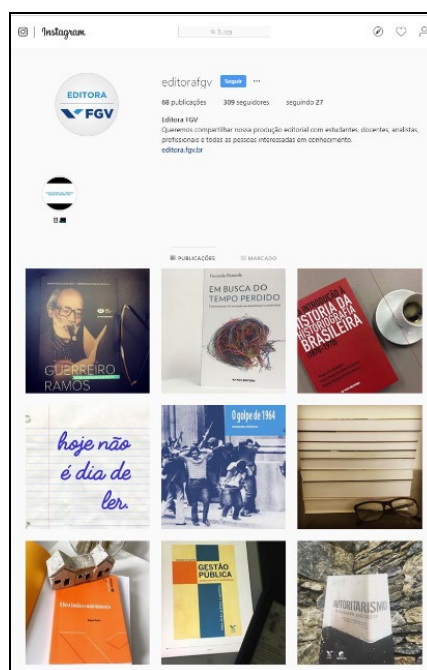 Instagram
Busca
editorafgv Seguir ...
68 publicações 309 seguidores seguindo 27
Editora FGV
Queremos compartilhar nossa produção editorial com estudantes, docentes, analistas,
profissionais e todas as pessoas interessadas em conhecimento.
editora.fgv.br
EDITORA
FGV
PUBLICAÇÕES MARCADO
GUERREIRO
RAMOS
EM BUSCA DO
TEMPO PERDIDO
INTRODUÇÃO À
HISTÓRIA DA
HISTORIOGRAFIA
BRASILEIRA
hoje não
é dia de
ler.
O golpe de 1964
GESTÃO
PÚBLICA
AUTORITARISMO